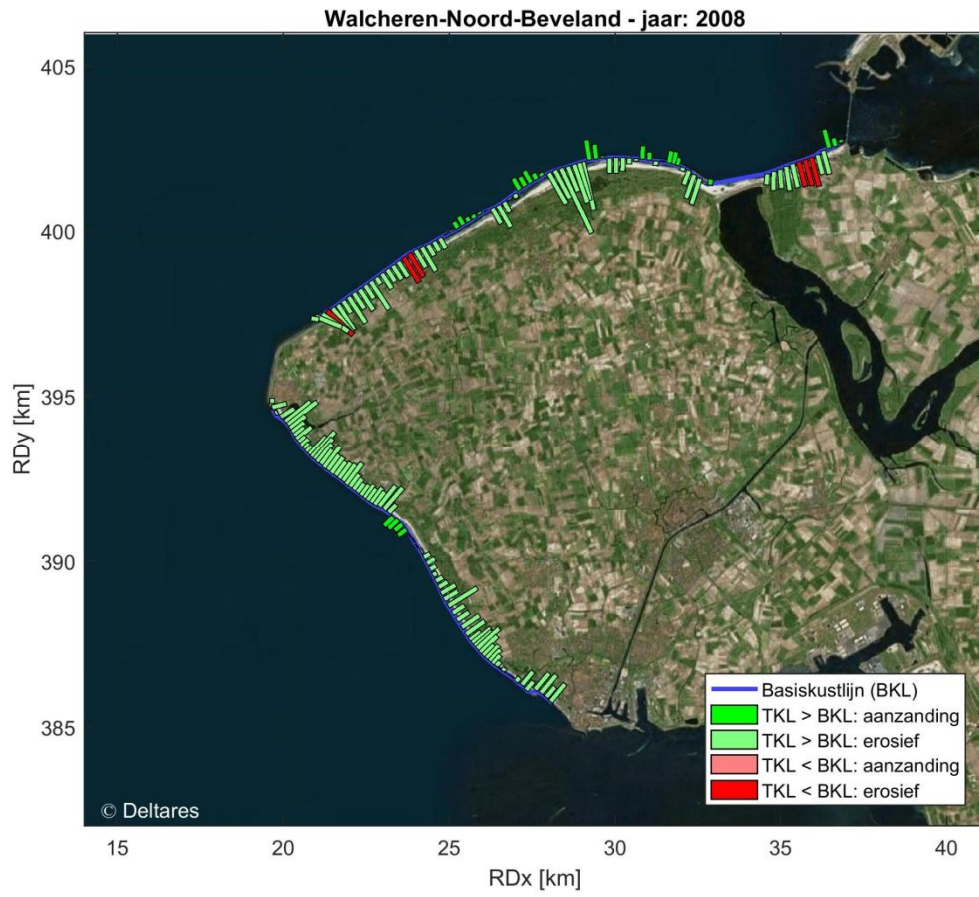 Walcheren-Noord-Beveland - jaar: 2008
405
400
395
390
385
RDy [km]
Basiskustlijn (BKL)
TKL > BKL: aanzanding
TKL > BKL: erosief
TKL < BKL: aanzanding
TKL < BKL: erosief
© Deltares
15 20 25 30 35 40
RDx [km]